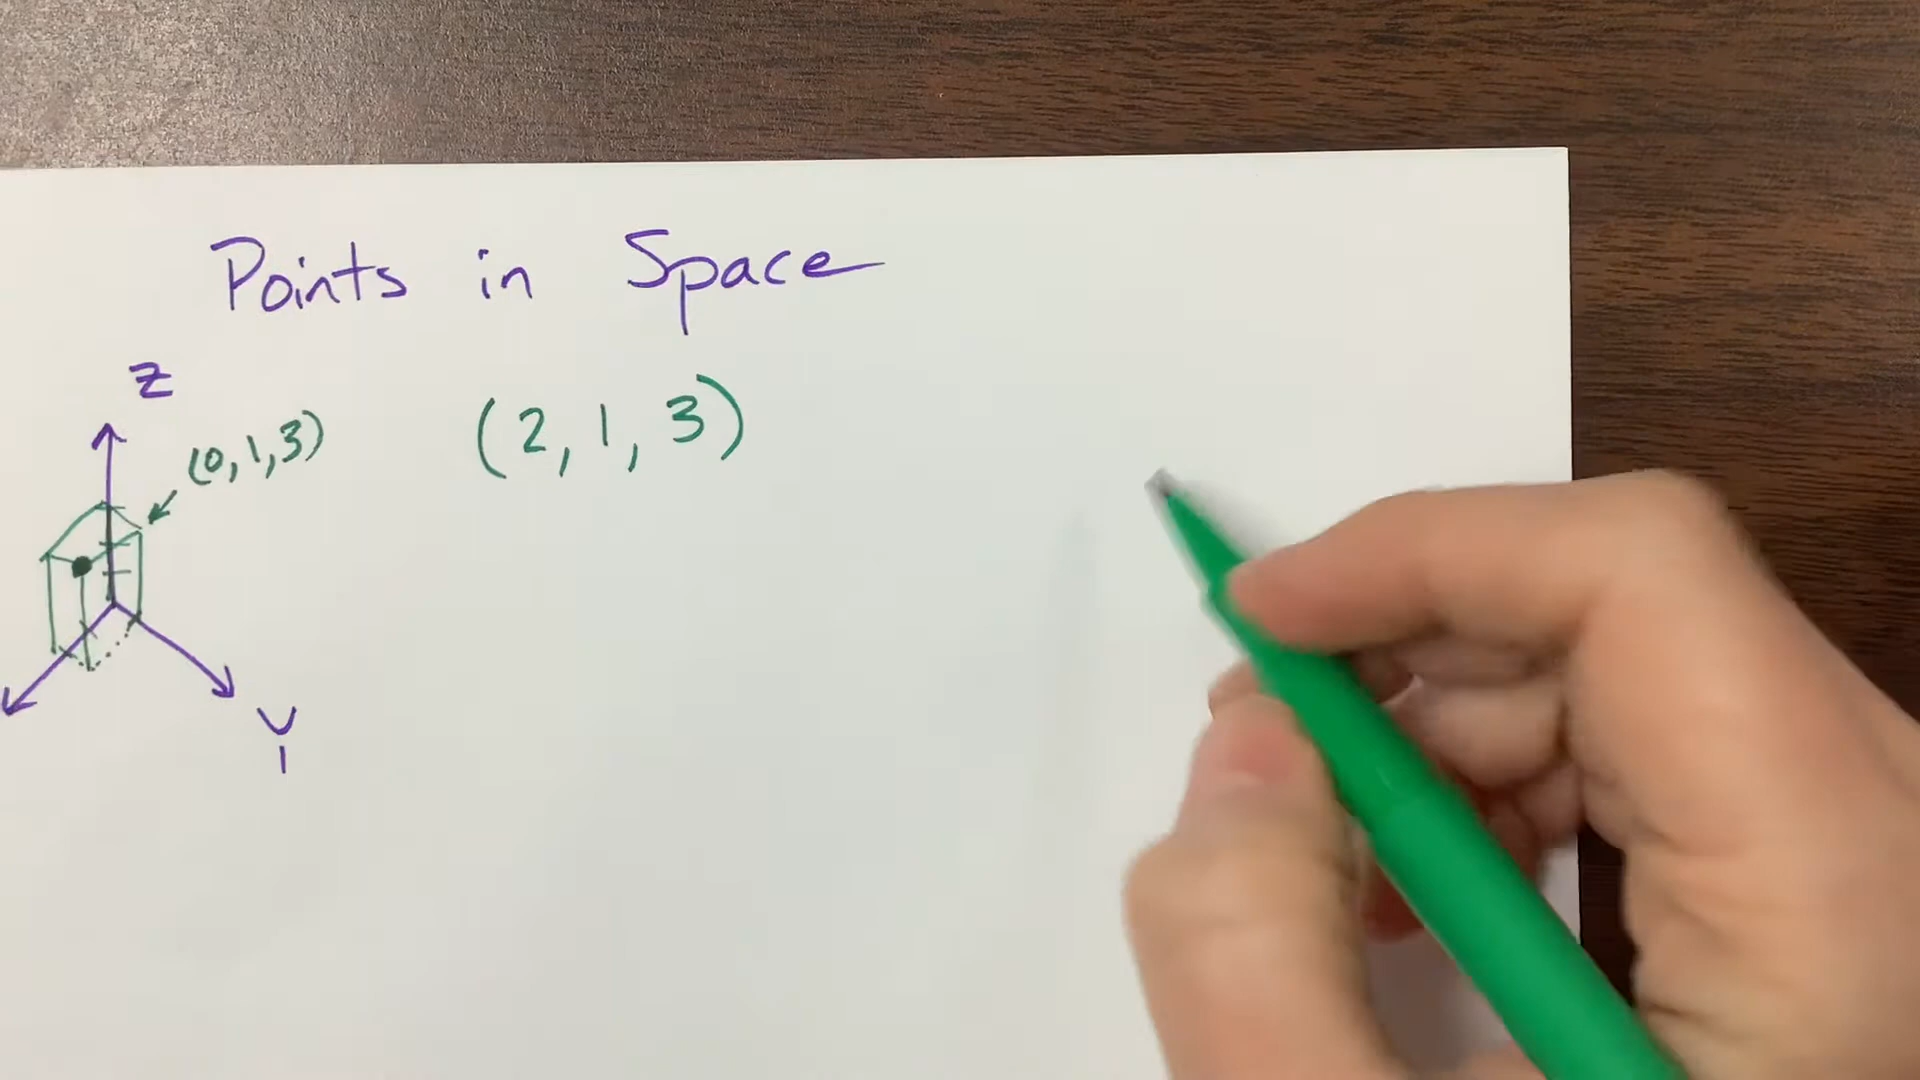 Points in Space
Z
(0,1,3)
(2, 1, 3)
Y